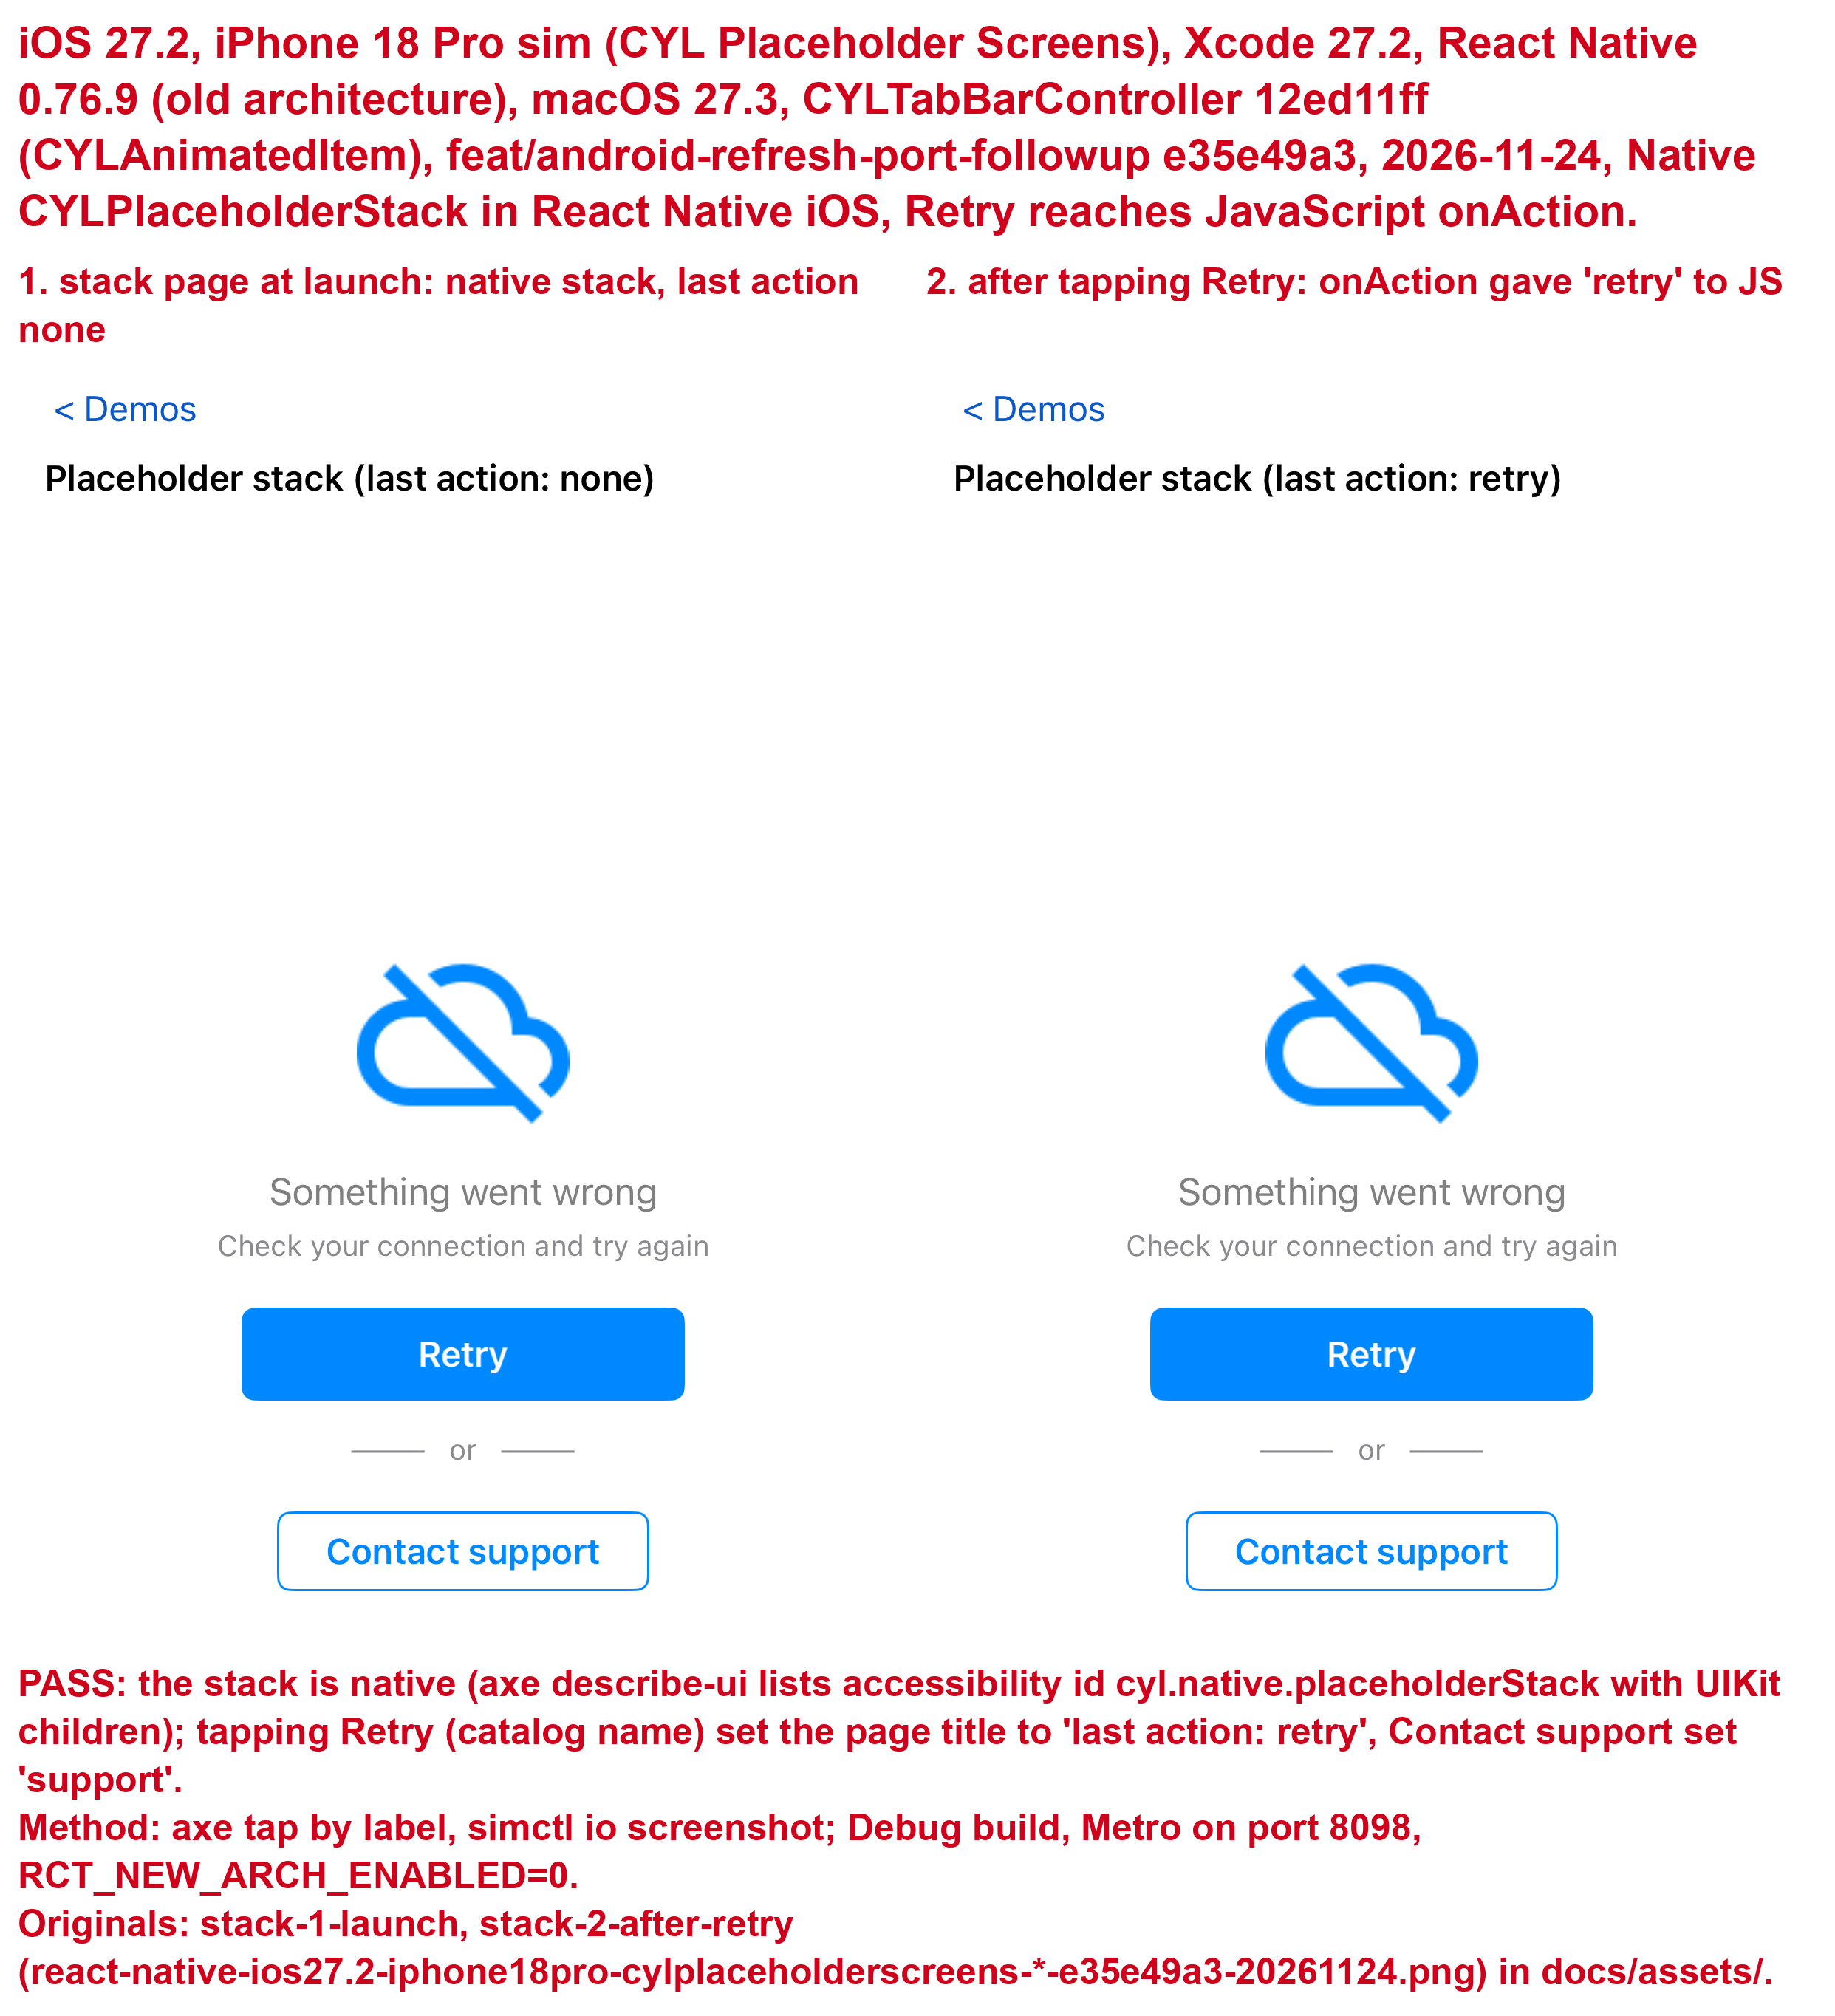 iOS 27.2, iPhone 18 Pro sim (CYL Placeholder Screens), Xcode 27.2, React Native
0.76.9 (old architecture), macOS 27.3, CYLTabBarController 12ed11ff
(CYLAnimatedItem), feat/android-refresh-port-followup e35e49a3, 2026-11-24, Native
CYLPlaceholderStack in React Native iOS, Retry reaches JavaScript onAction.
1. stack page at launch: native stack, last action
none
< Demos
Placeholder stack (last action: none)
Something went wrong
Check your connection and try again
Retry
or
Contact support
2. after tapping Retry: onAction gave 'retry' to JS
< Demos
Placeholder stack (last action: retry)
Something went wrong
Check your connection and try again
Retry
or
Contact support
PASS: the stack is native (axe describe-ui lists accessibility id cyl.native.placeholderStack with UIKit
children); tapping Retry (catalog name) set the page title to 'last action: retry', Contact support set
'support'.
Method: axe tap by label, simctl io screenshot; Debug build, Metro on port 8098,
RCT_NEW_ARCH_ENABLED=0.
Originals: stack-1-launch, stack-2-after-retry
(react-native-ios27.2-iphone18pro-cylplaceholderscreens-*-e35e49a3-20261124.png) in docs/assets/.